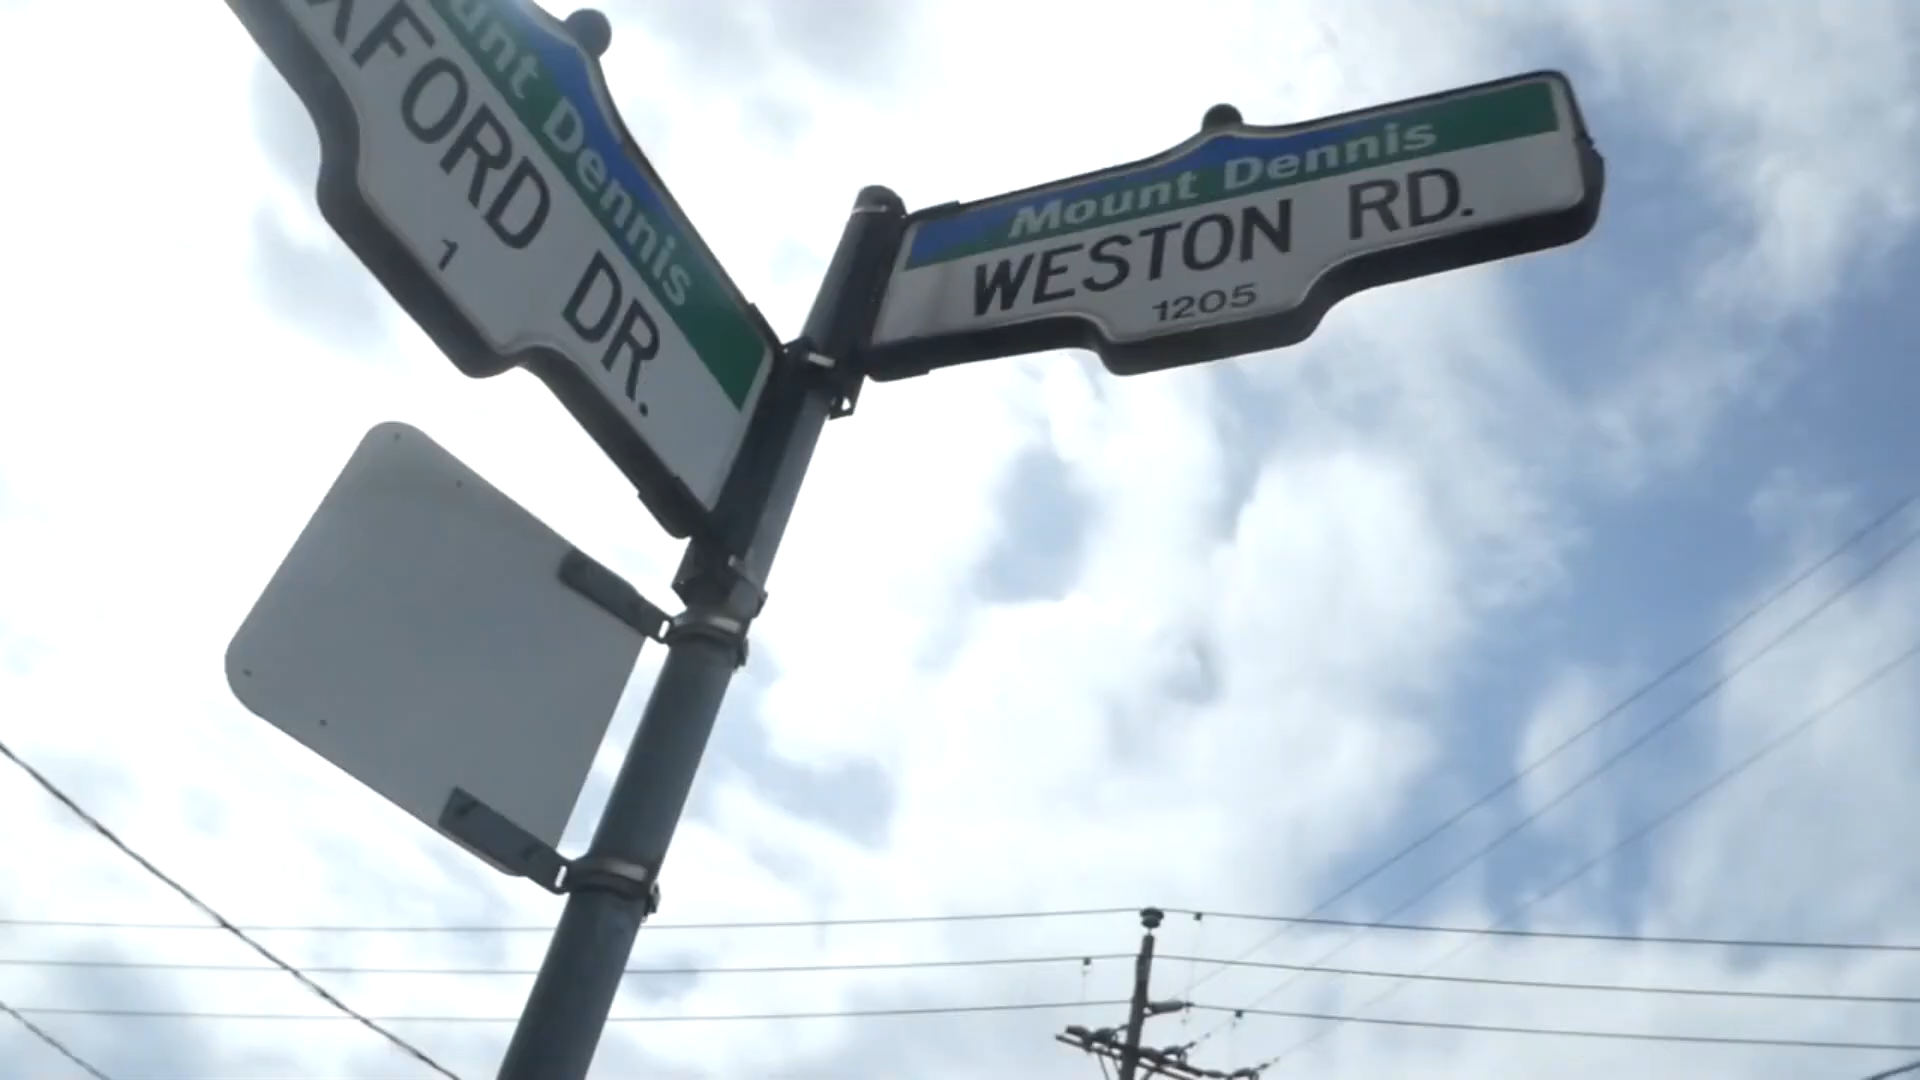 unt Dennis
XFORD DR.
1
Mount Dennis
WESTON RD.
1205